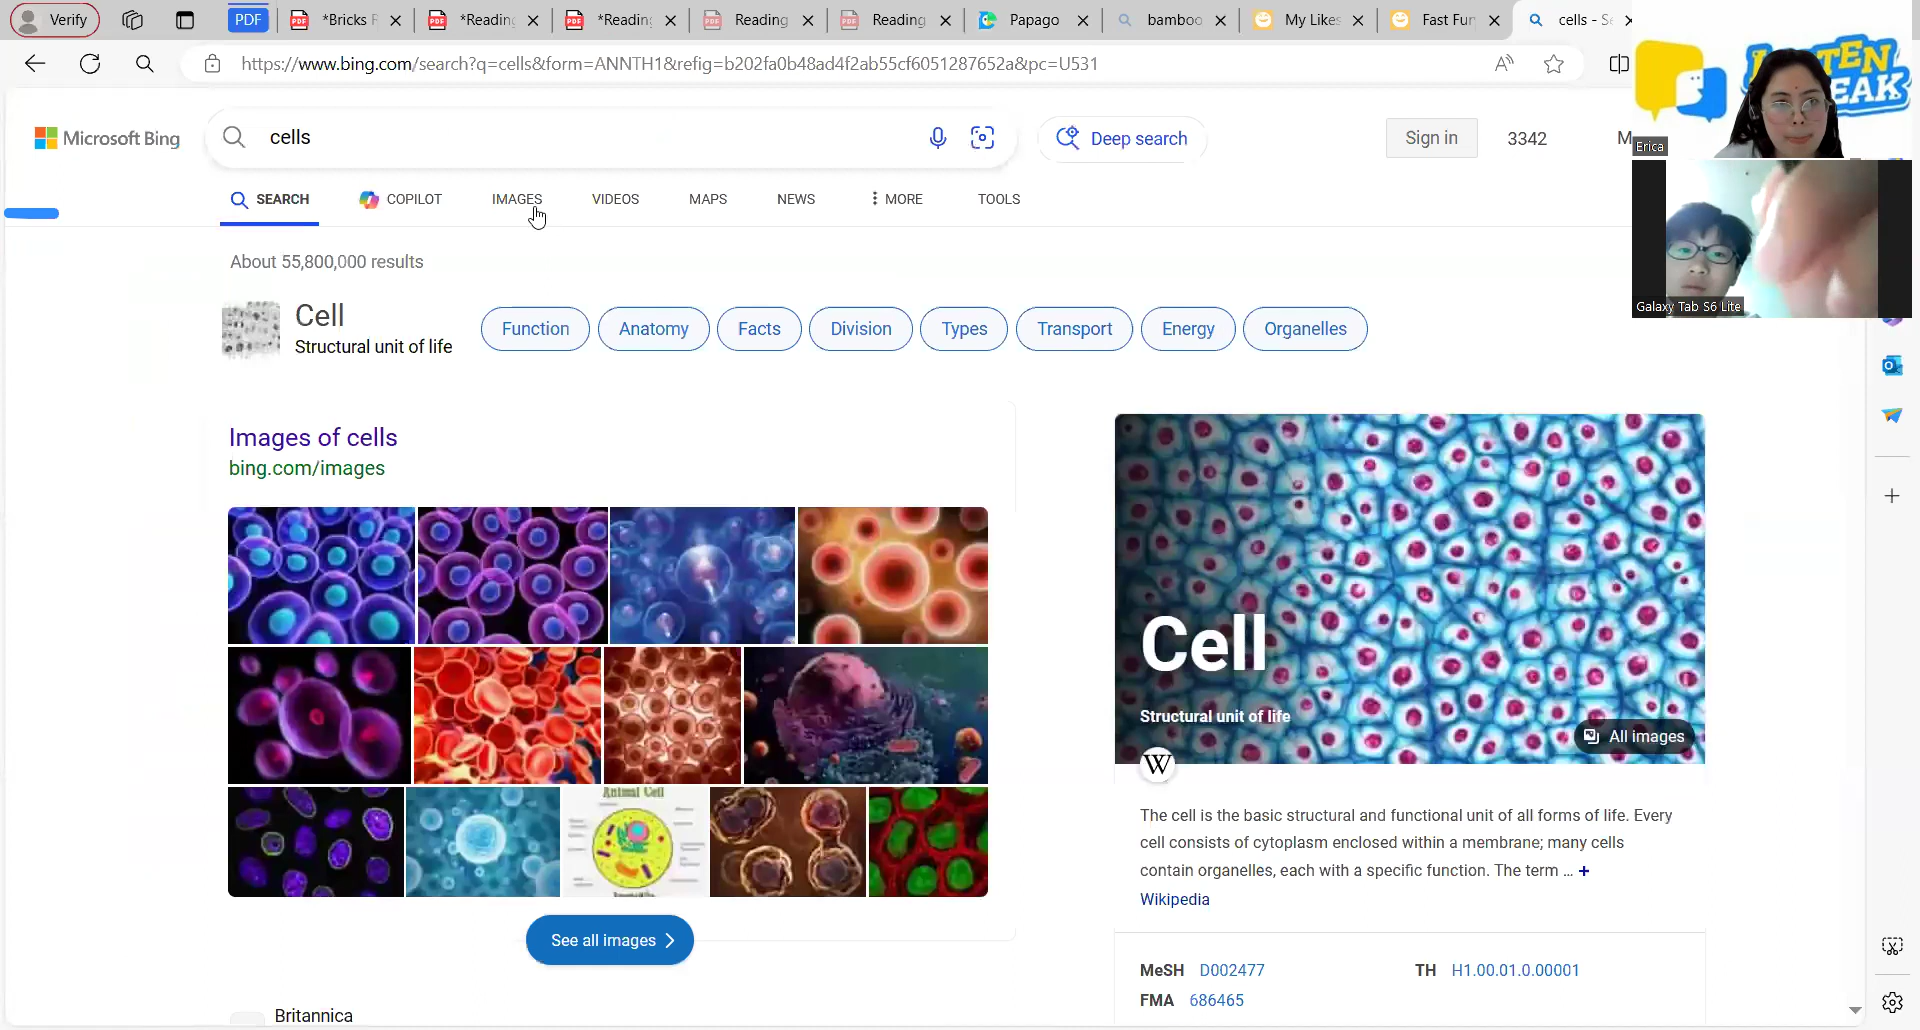 Verify
PDF
*Bricks R
*Reading
*Reading
Reading
Reading
Papago
bamboo
My Likes
Fast Fun
cells - Se
https://www.bing.com/search?q=cells&form=ANNTH1&refig=b202fa0b48ad4f2ab55cf6051287652a&pc=U531
Microsoft Bing
cells
Deep search
Sign in
3342
M
LISTEN
SPEAK
Erica
Galaxy Tab S6 Lite
SEARCH
COPILOT
IMAGES
VIDEOS
MAPS
NEWS
MORE
TOOLS
About 55,800,000 results
Cell
Structural unit of life
Function
Anatomy
Facts
Division
Types
Transport
Energy
Organelles
Images of cells
bing.com/images
Animal Cell
See all images
Britannica
Cell
Structural unit of life
All images
W
The cell is the basic structural and functional unit of all forms of life. Every
cell consists of cytoplasm enclosed within a membrane; many cells
contain organelles, each with a specific function. The term ... +
Wikipedia
MeSH D002477
TH H1.00.01.0.00001
FMA 686465